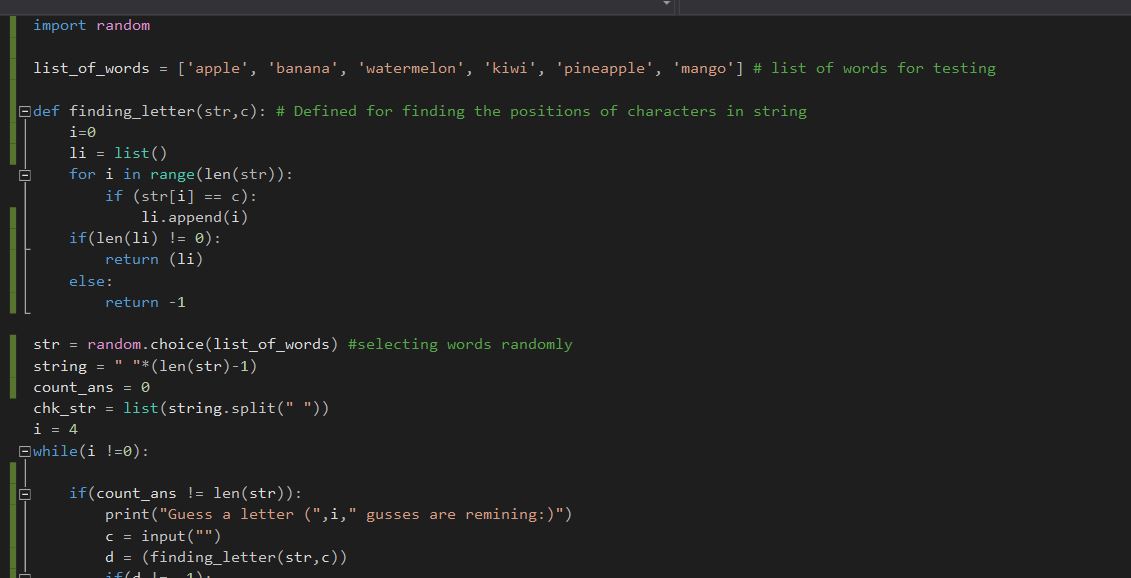 import random
list_of_words = ['apple', 'banana', 'watermelon', 'kiwi', 'pineapple', 'mango'] # list of words for testing
def finding_letter(str,c): # Defined for finding the positions of characters in string
    i=0
    li = list()
    for i in range(len(str)):
        if (str[i] == c):
            li.append(i)
    if(len(li) != 0):
        return (li)
    else:
        return -1
str = random.choice(list_of_words) #selecting words randomly
string = " "*(len(str)-1)
count_ans = 0
chk_str = list(string.split(" "))
i = 4
while(i !=0):
    if(count_ans != len(str)):
        print("Guess a letter (",i," gusses are remining:)")
        c = input("")
        d = (finding_letter(str,c))